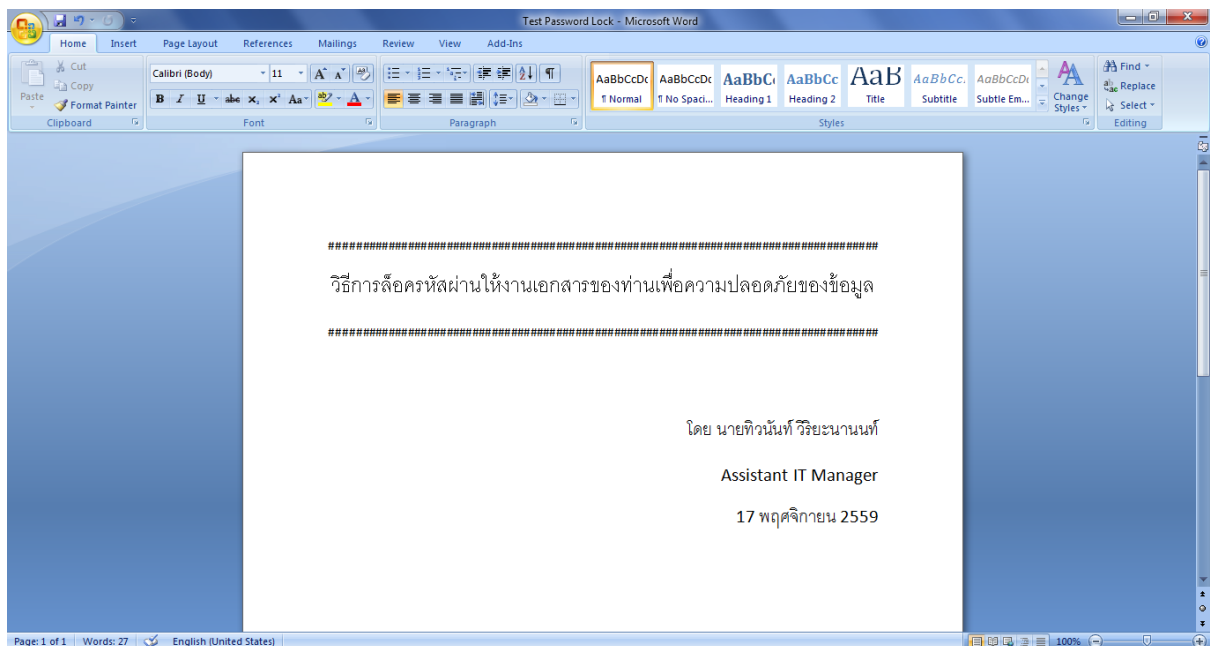 Test Password Lock - Microsoft Word
Home Insert Page Layout References Mailings Review View Add-Ins
Paste
Cut
Copy
Format Painter
Clipboard
Calibri (Body) 11
B I U abc X₂ X² Aa
Font
Paragraph
AaBbCcDc AaBbCcDc AaBbC AaBbCc AaB AaBbCc. AaBbCcDc
¶ Normal ¶ No Spaci... Heading 1 Heading 2 Title Subtitle Subtle Em...
Change Styles
Styles
Find
Replace
Select
Editing
วิธีการล็อครหัสผ่านให้งานเอกสารของท่านเพื่อความปลอดภัยของข้อมูล
โดย นายทิวนันท์ วิริยะนานนท์
Assistant IT Manager
17 พฤศจิกายน 2559
Page: 1 of 1 Words: 27 English (United States) 100%